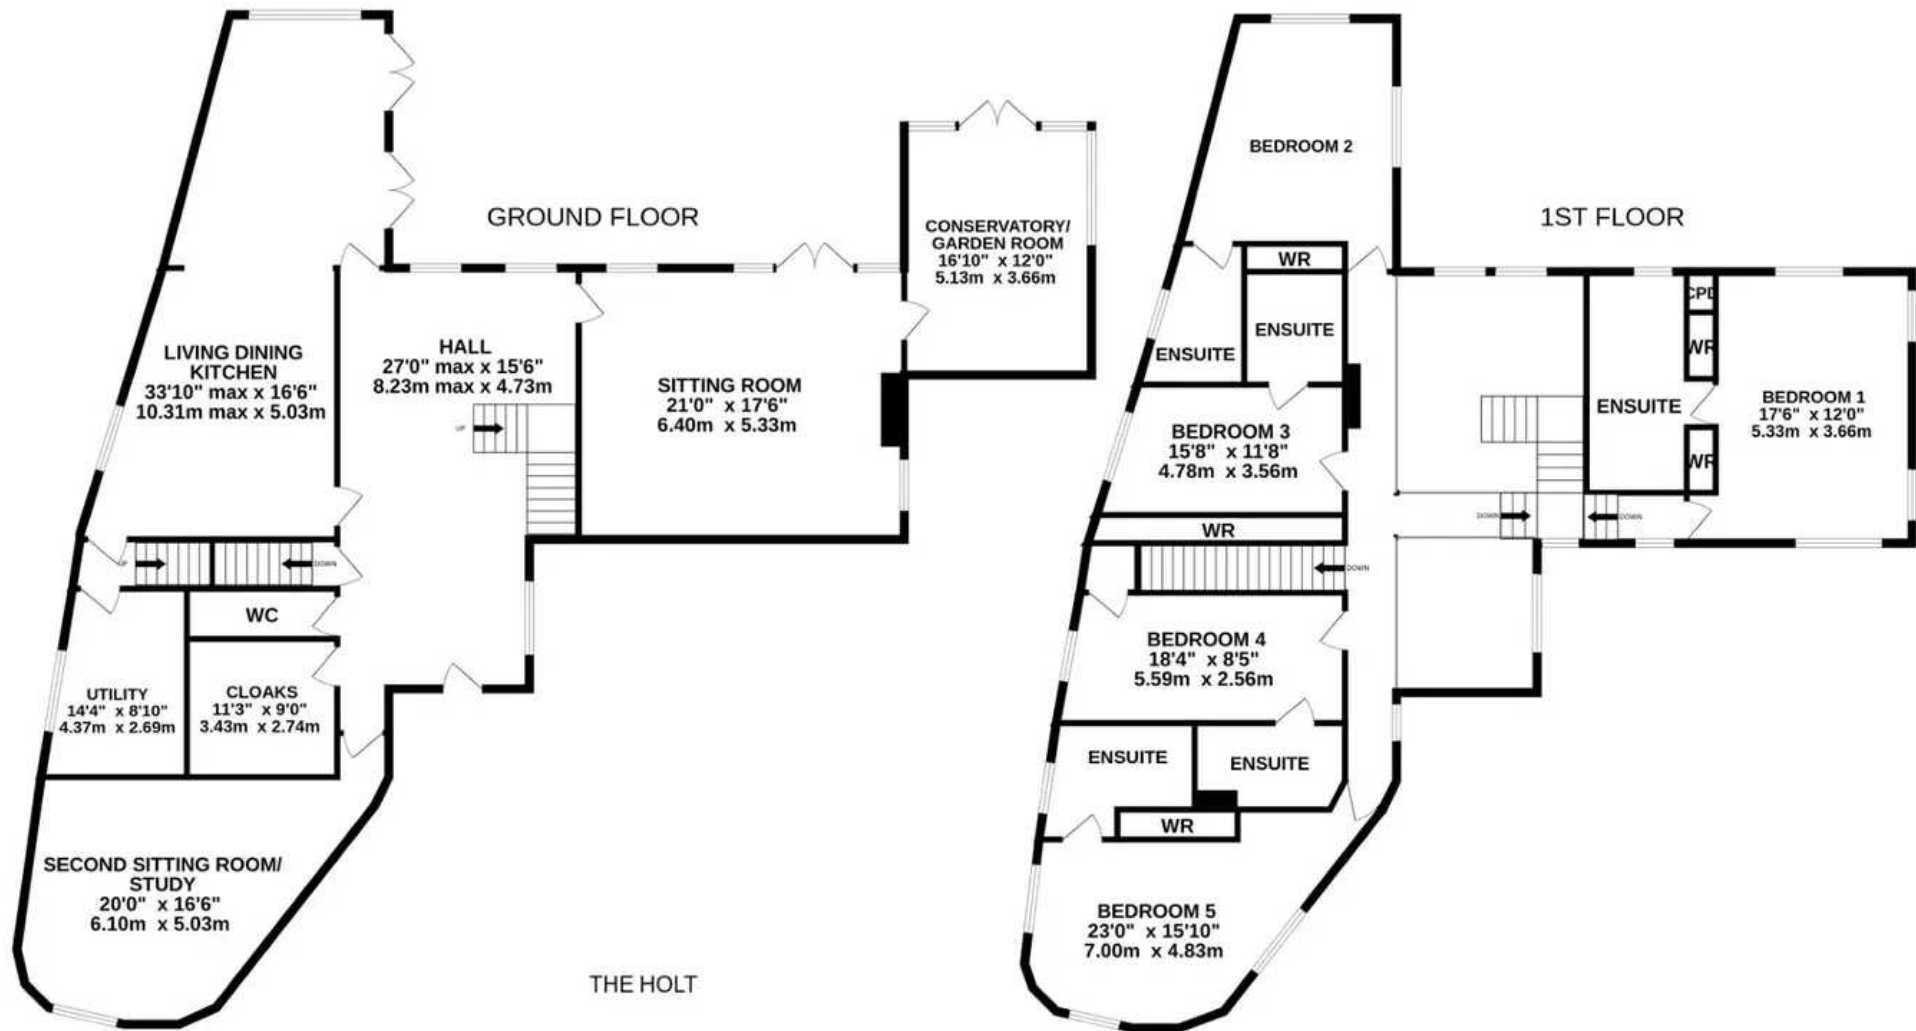 GROUND FLOOR
CONSERVATORY/
GARDEN ROOM
16'10" x 12'0"
5.13m x 3.66m
LIVING DINING
KITCHEN
33'10" max x 16'6"
10.31m max x 5.03m
HALL
27'0" max x 15'6"
8.23m max x 4.73m
SITTING ROOM
21'0" x 17'6"
6.40m x 5.33m
UP
UP
DOWN
WC
UTILITY
14'4" x 8'10"
4.37m x 2.69m
CLOAKS
11'3" x 9'0"
3.43m x 2.74m
SECOND SITTING ROOM/
STUDY
20'0" x 16'6"
6.10m x 5.03m
THE HOLT
1ST FLOOR
BEDROOM 2
WR
ENSUITE
ENSUITE
CPD
WR
ENSUITE
WR
BEDROOM 1
17'6" x 12'0"
5.33m x 3.66m
BEDROOM 3
15'8" x 11'8"
4.78m x 3.56m
WR
DOWN
DOWN
DOWN
BEDROOM 4
18'4" x 8'5"
5.59m x 2.56m
ENSUITE
ENSUITE
WR
BEDROOM 5
23'0" x 15'10"
7.00m x 4.83m